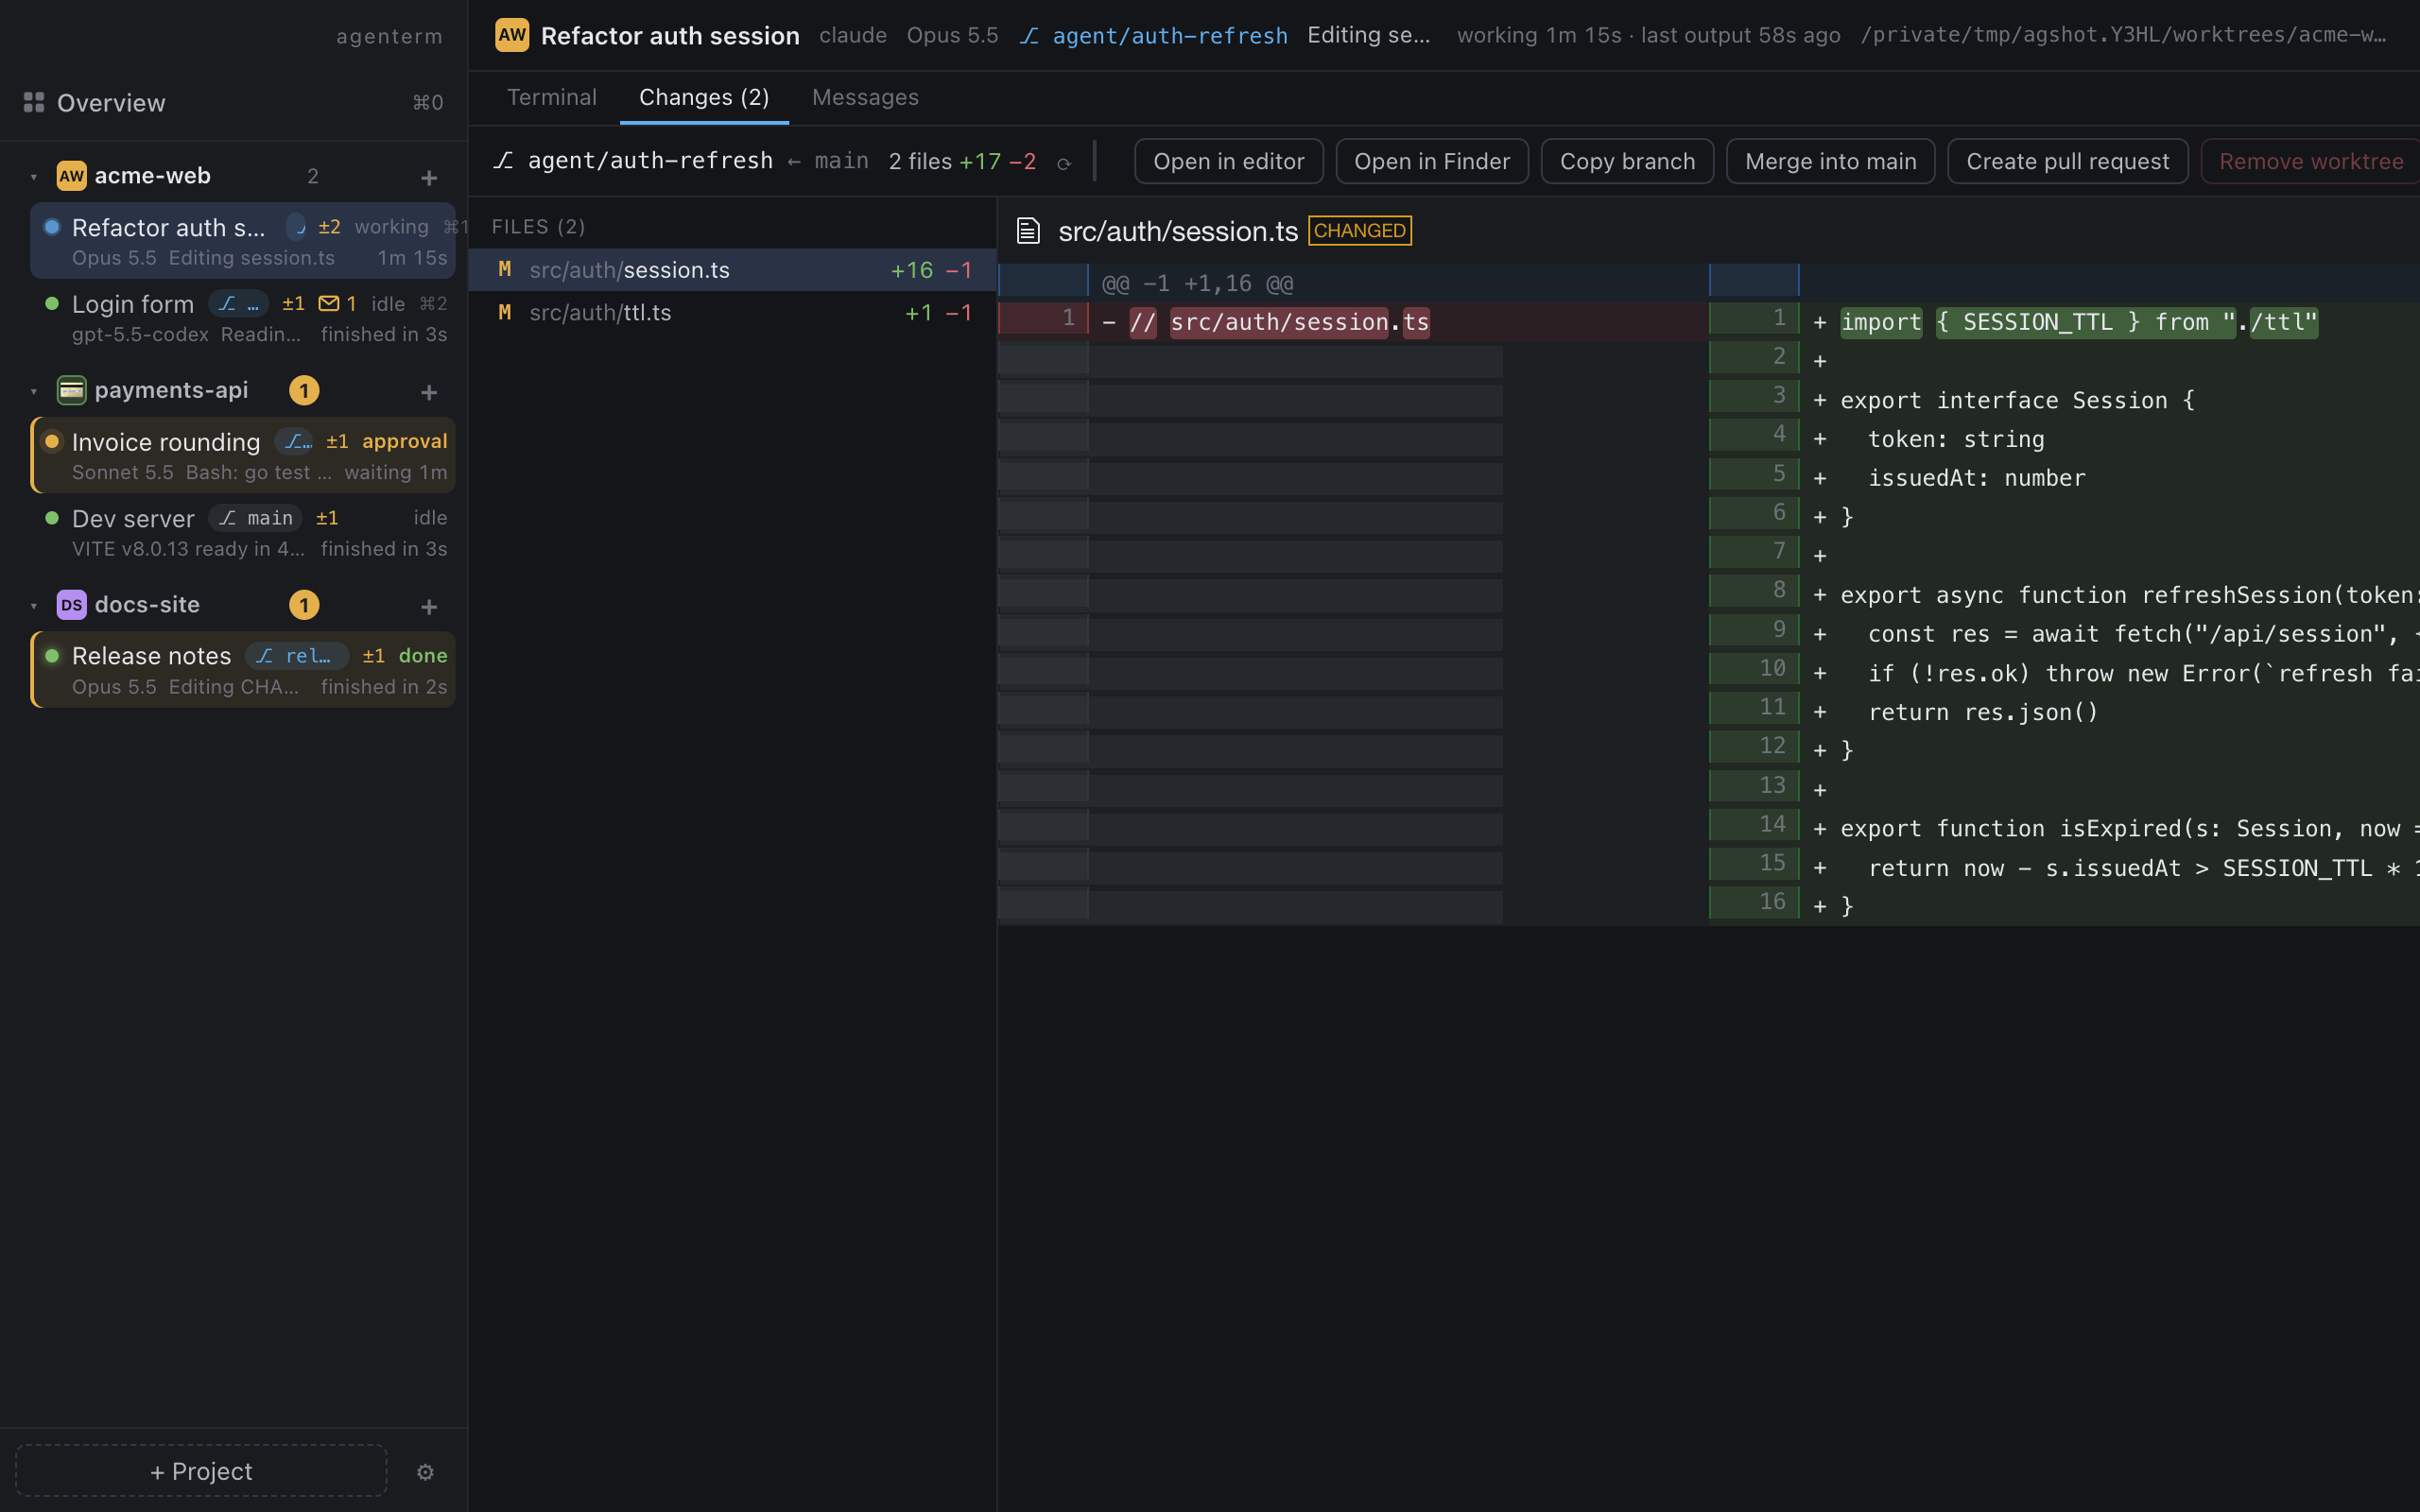 agenterm
Overview ⌘0
AW acme-web 2 +
Refactor auth s... ±2 working ⌘1
Opus 5.5 Editing session.ts 1m 15s
Login form ... ±1 1 idle ⌘2
gpt-5.5-codex Readin... finished in 3s
payments-api 1 +
Invoice rounding ... ±1 approval
Sonnet 5.5 Bash: go test ... waiting 1m
Dev server main ±1 idle
VITE v8.0.13 ready in 4... finished in 3s
DS docs-site 1 +
Release notes rel... ±1 done
Opus 5.5 Editing CHA... finished in 2s
+ Project
AW Refactor auth session claude Opus 5.5 agent/auth-refresh Editing se... working 1m 15s · last output 58s ago /private/tmp/agshot.Y3HL/worktrees/acme-w...
Terminal Changes (2) Messages
agent/auth-refresh ← main 2 files +17 −2 Open in editor Open in Finder Copy branch Merge into main Create pull request Remove worktree
FILES (2)
M src/auth/session.ts +16 −1
M src/auth/ttl.ts +1 −1
src/auth/session.ts CHANGED
@@ -1 +1,16 @@
1 - // src/auth/session.ts
1 + import { SESSION_TTL } from "./ttl"
2 +
3 + export interface Session {
4 + token: string
5 + issuedAt: number
6 + }
7 +
8 + export async function refreshSession(token:
9 + const res = await fetch("/api/session", {
10 + if (!res.ok) throw new Error(`refresh fai
11 + return res.json()
12 + }
13 +
14 + export function isExpired(s: Session, now =
15 + return now - s.issuedAt > SESSION_TTL * 1
16 + }